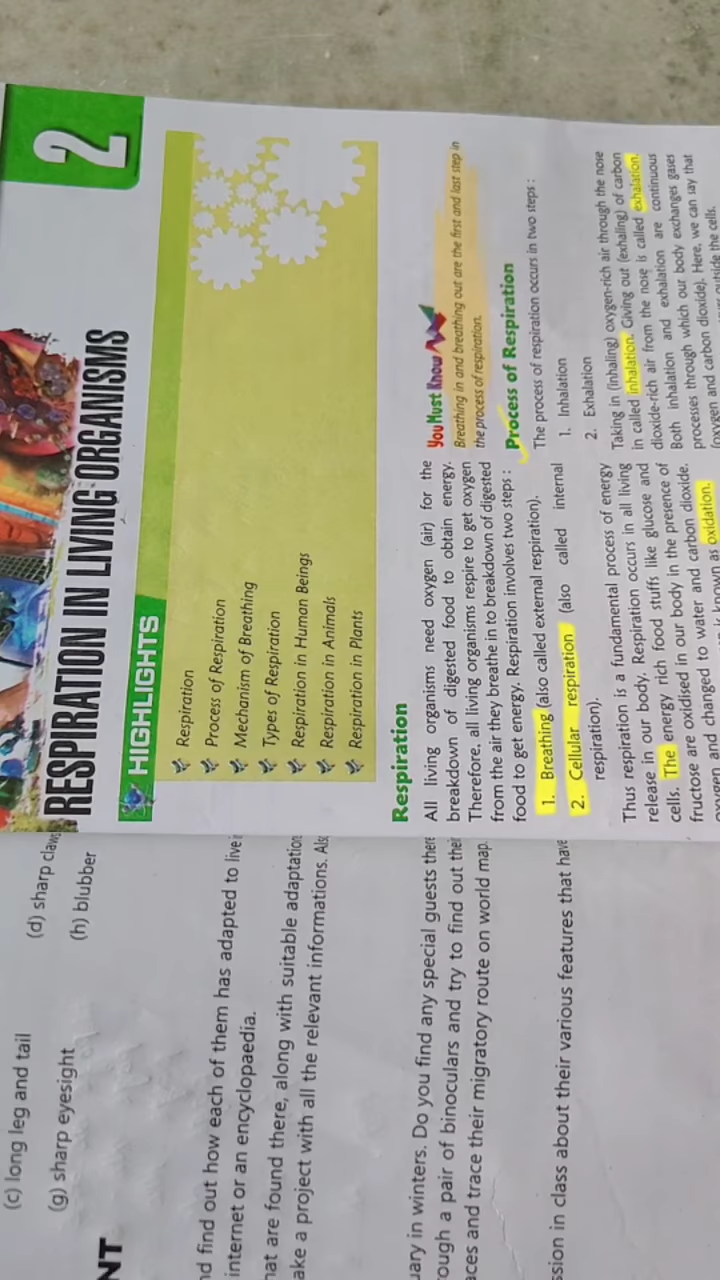 (c) long leg and tail
(d) sharp claws
(g) sharp eyesight
(h) blubber
NT
nd find out how each of them has adapted to live
internet or an encyclopaedia.
hat are found there, along with suitable adaptation
ake a project with all the relevant informations. Als
uary in winters. Do you find any special guests there
rough a pair of binoculars and try to find out their
aces and trace their migratory route on world map.
ssion in class about their various features that have
2
RESPIRATION IN LIVING ORGANISMS
HIGHLIGHTS
Respiration
Process of Respiration
Mechanism of Breathing
Types of Respiration
Respiration in Human Beings
Respiration in Animals
Respiration in Plants
Respiration
All living organisms need oxygen (air) for the
breakdown of digested food to obtain energy.
Therefore, all living organisms respire to get oxygen
from the air they breathe in to breakdown of digested
food to get energy. Respiration involves two steps :
1. Breathing (also called external respiration).
2. Cellular respiration (also called internal
respiration).
Thus respiration is a fundamental process of energy
release in our body. Respiration occurs in all living
cells. The energy rich food stuffs like glucose and
fructose are oxidised in our body in the presence of
oxygen and changed to water and carbon dioxide.
is known as oxidation.
You Must Know
Breathing in and breathing out are the first and last step in
the process of respiration.
Process of Respiration
The process of respiration occurs in two steps :
1. Inhalation
2. Exhalation
Taking in (inhaling) oxygen-rich air through the nose
in called inhalation. Giving out (exhaling) of carbon
dioxide-rich air from the nose is called exhalation.
Both inhalation and exhalation are continuous
processes through which our body exchanges gases
(oxygen and carbon dioxide). Here, we can say that
outside the cells.